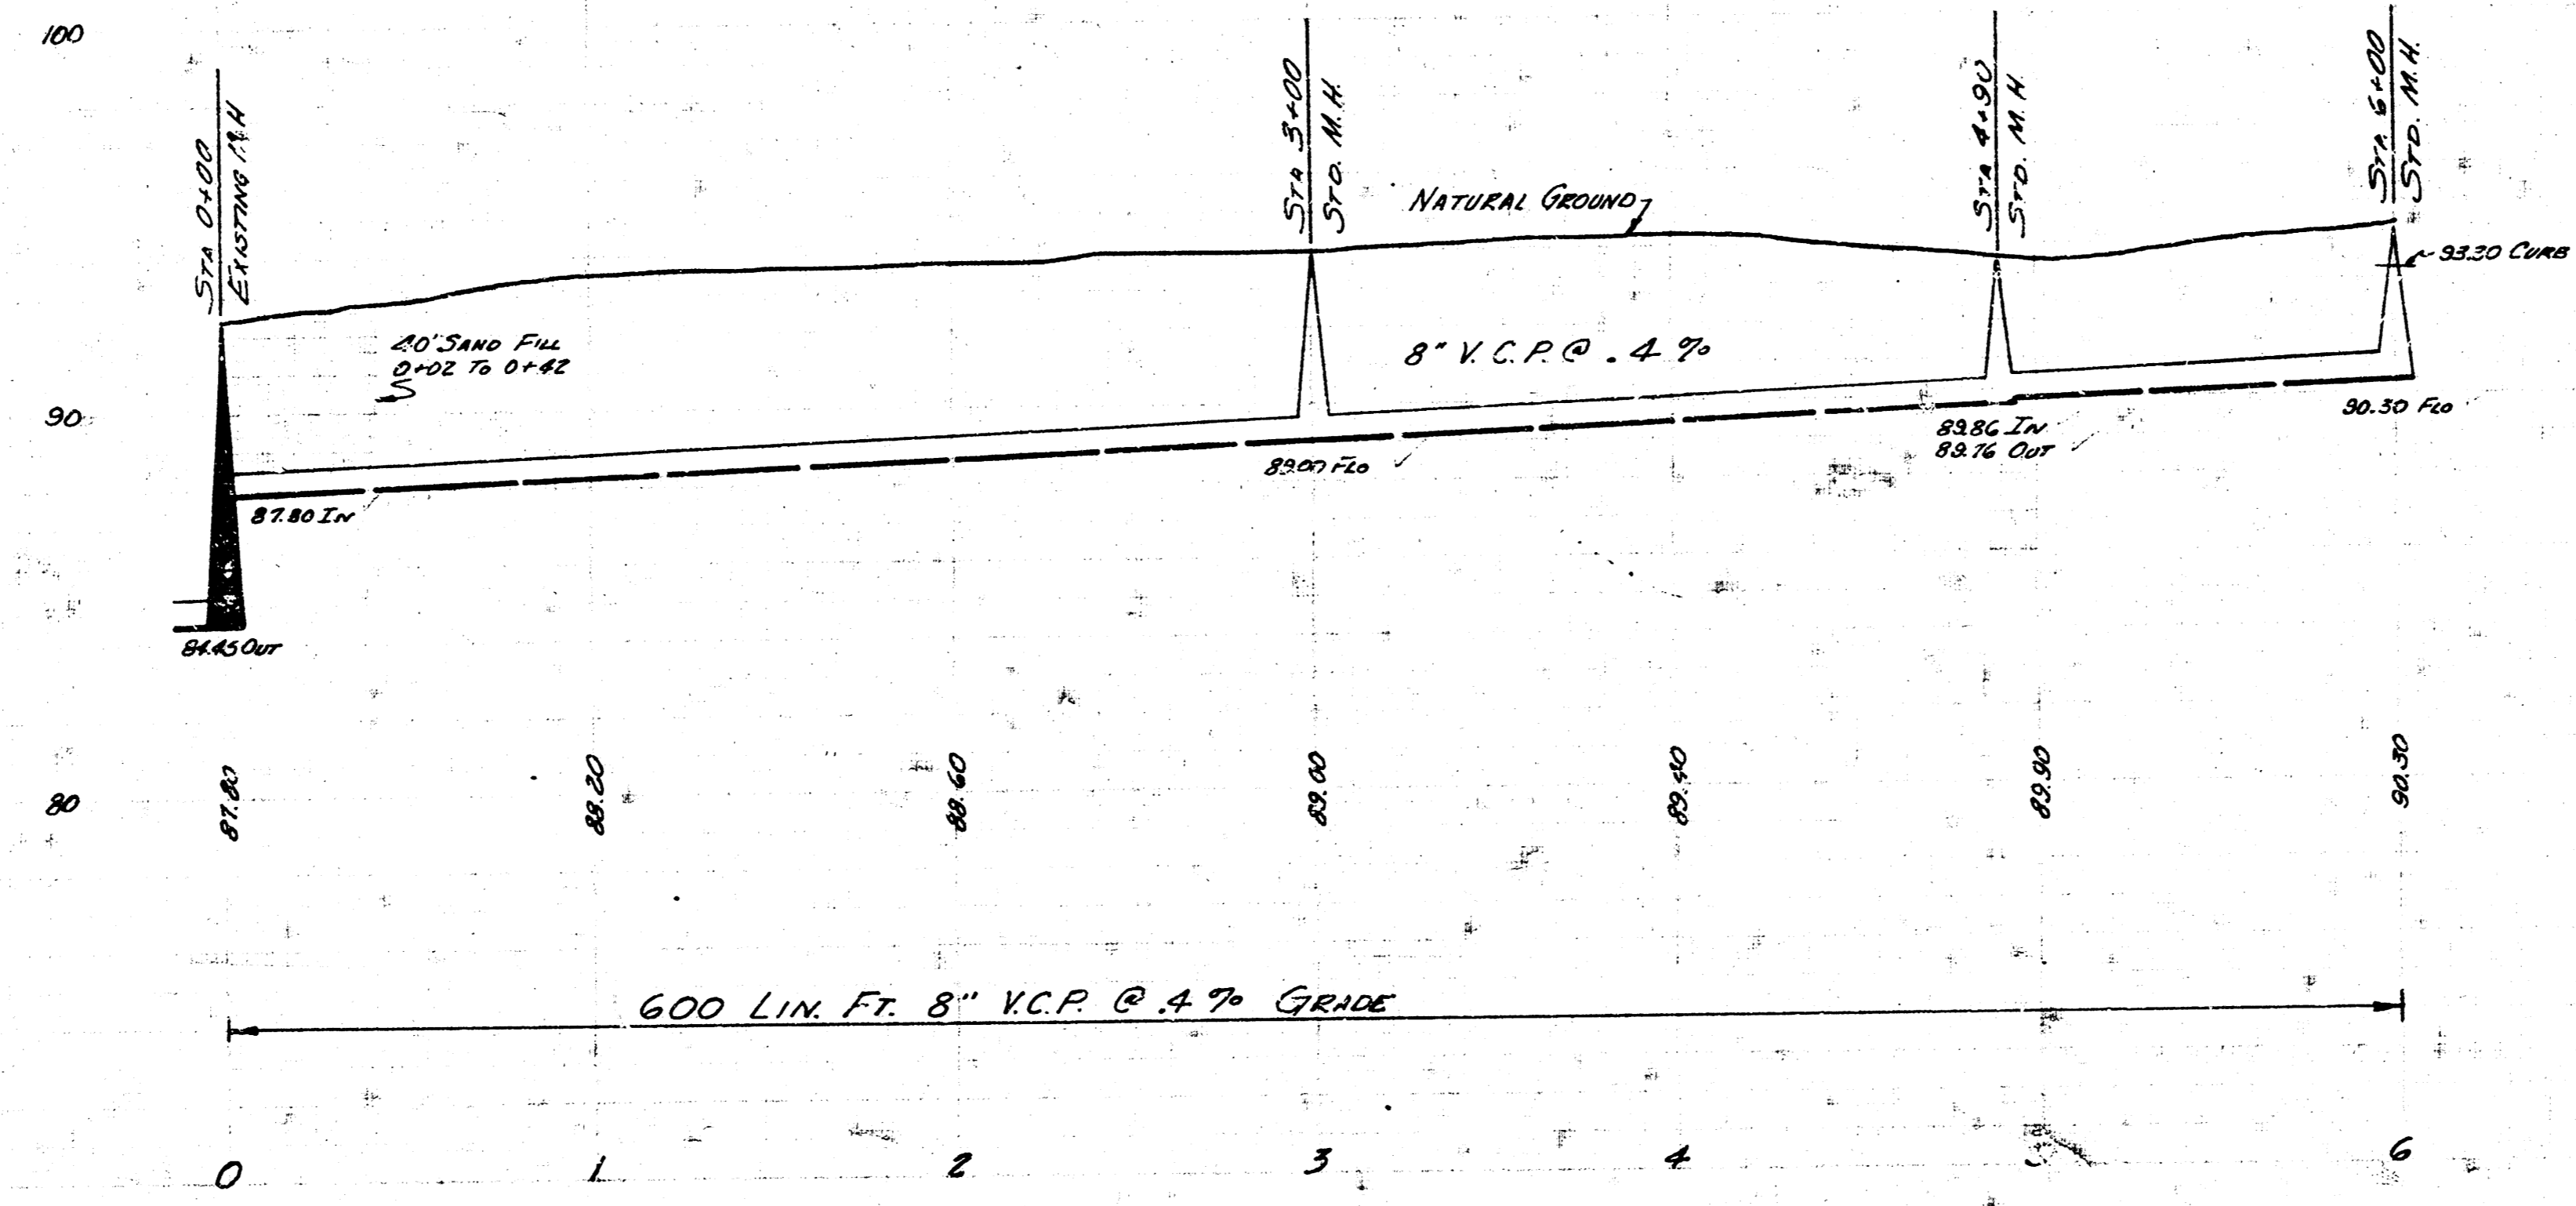 100
STA 0+00
EXISTING M.H
STA 3+00
STD. M.H.
STA 4+90
STD. M.H
STA 6+00
STD. M.H.
NATURAL GROUND
93.30 CURB
40' SAND FILL
0+02 TO 0+42
8" V.C.P. @ .4 %
90
87.80 IN
89.00 FLO
89.86 IN
89.76 OUT
90.30 FLO
84.45 OUT
80
87.80
88.20
88.60
89.00
89.40
89.90
90.30
600 LIN. FT. 8" V.C.P. @ .4 % GRADE
0
1
2
3
4
5
6